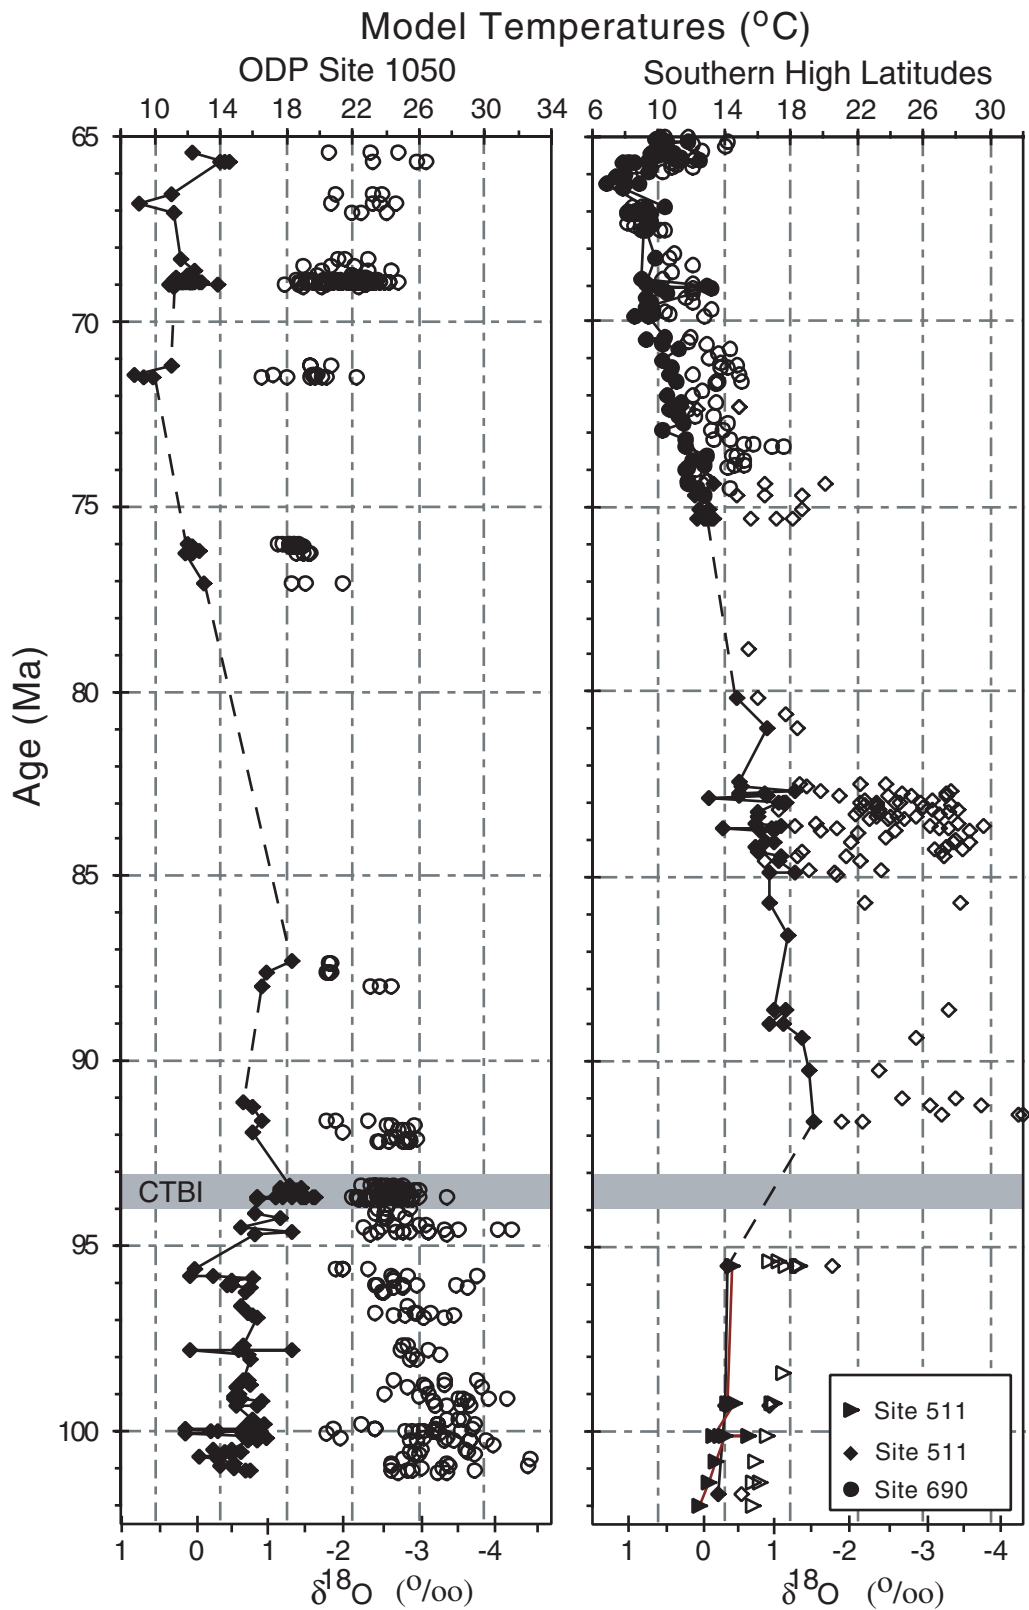 Model Temperatures (°C)
ODP Site 1050
Southern High Latitudes
10 14 18 22 26 30 34
6 10 14 18 22 26 30
65
70
75
80
85
90
95
100
Age (Ma)
CTBI
Site 511
Site 511
Site 690
1 0 1 -2 -3 -4
1 0 1 -2 -3 -4
δ18O (o/oo)
δ18O (o/oo)